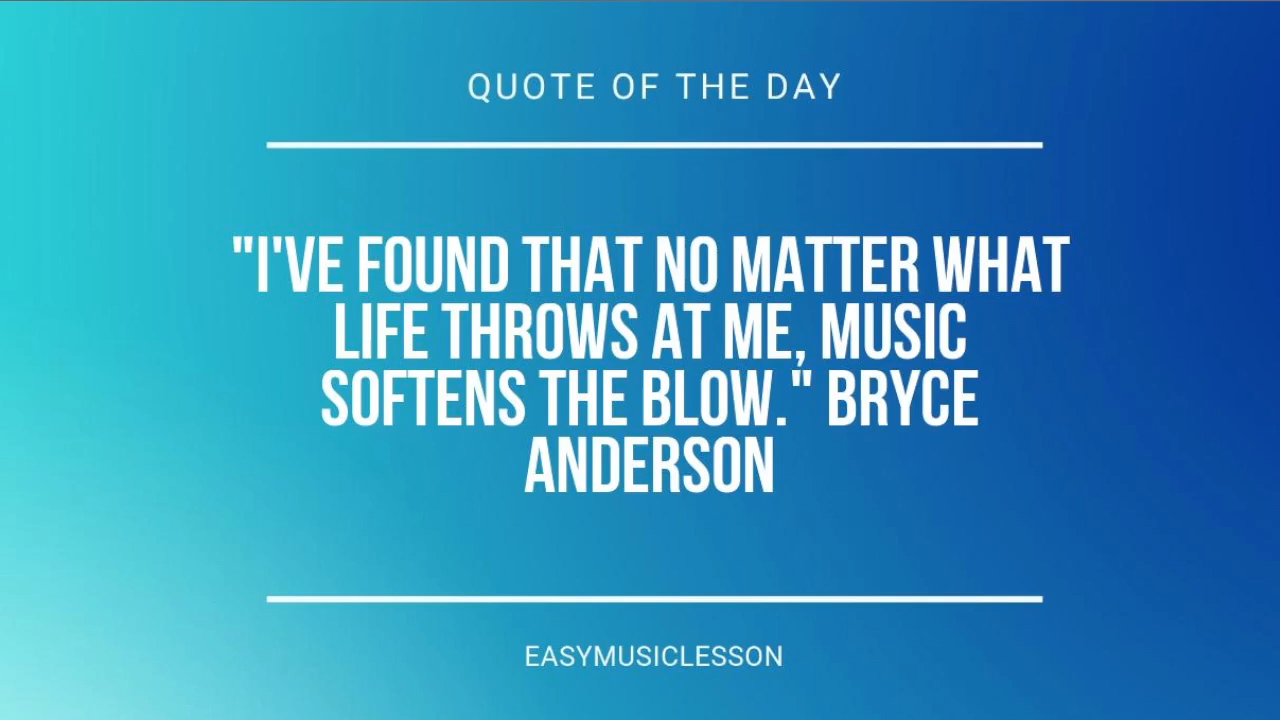 QUOTE OF THE DAY
"I'VE FOUND THAT NO MATTER WHAT
LIFE THROWS AT ME, MUSIC
SOFTENS THE BLOW." BRYCE
ANDERSON
EASYMUSICLESSON